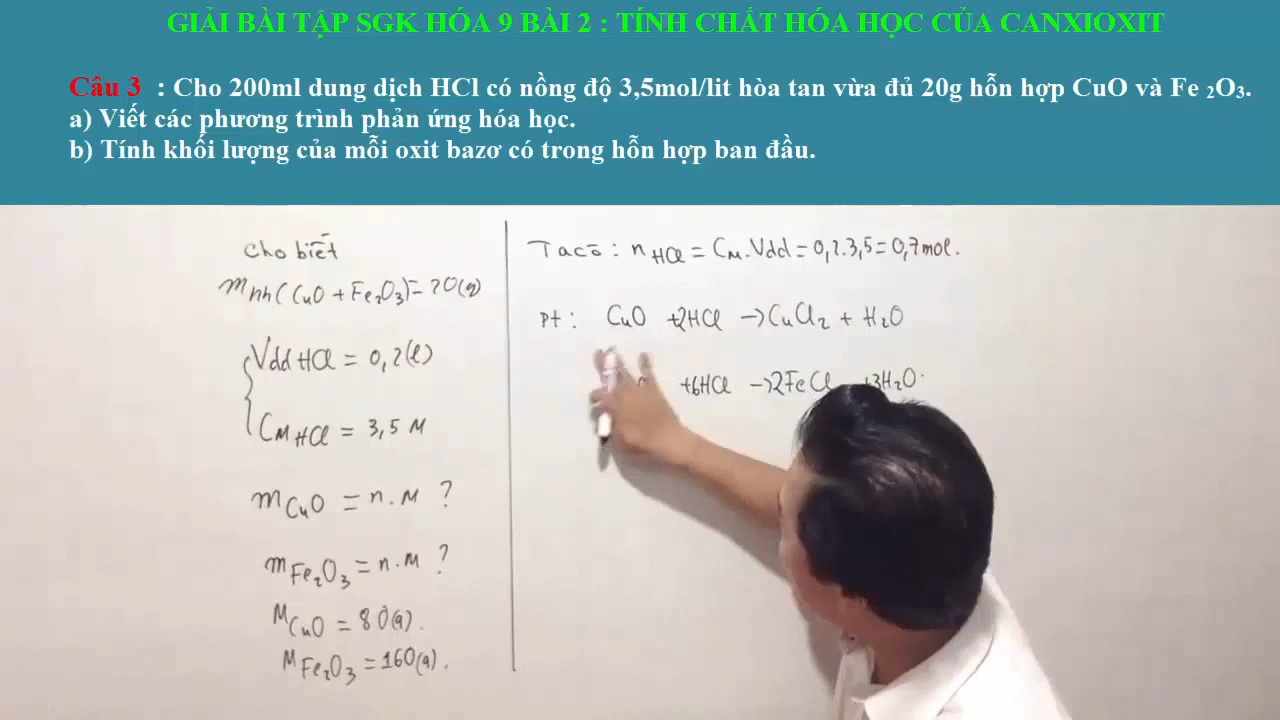 GIẢI BÀI TẬP SGK HÓA 9 BÀI 2 : TÍNH CHẤT HÓA HỌC CỦA CANXIOXIT
Câu 3 : Cho 200ml dung dịch HCl có nồng độ 3,5mol/lit hòa tan vừa đủ 20g hỗn hợp CuO và Fe ₂O₃.
a) Viết các phương trình phản ứng hóa học.
b) Tính khối lượng của mỗi oxit bazơ có trong hỗn hợp ban đầu.
Cho biết
mhh(CuO + Fe₂O₃) = 20(g)
Vdd HCl = 0,2(l)
CM HCl = 3,5 M
mCuO = n.M ?
mFe₂O₃ = n.M ?
MCuO = 80(g).
MFe₂O₃ = 160(g).
Ta có : nHCl = CM.Vdd = 0,2.3,5 = 0,7 mol.
Pt : CuO + 2HCl → CuCl₂ + H₂O
+ 6HCl → 2FeCl + 3H₂O.